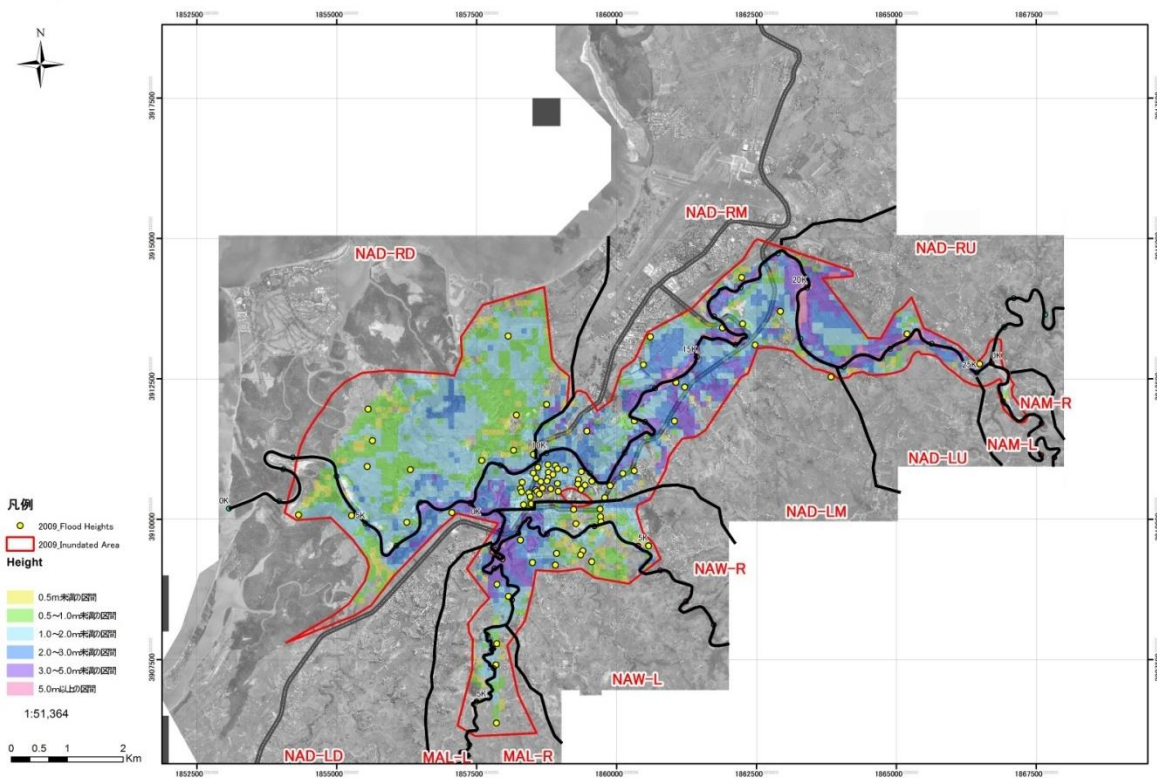 1852500 1855000 1857500 1860000 1862500 1865000 1867500
N
3917500
NAD-RM
NAD-RU
NAD-RD
3915000
20K
15K
0K
25K
3912500
NAM-R
NAM-L
10K
NAD-LU
凡例
0K
5K
0K
NAD-LM
2009_Flood Heights
3910000
2009_Inundated Area
5K
NAW-R
Height
0.5m未満の区間
0.5~1.0m未満の区間
1.0~2.0m未満の区間
2.0~3.0m未満の区間
3907500
3.0~5.0m未満の区間
NAW-L
5.0m以上の区間
5K
1:51,364
0 0.5 1 2
Km
NAD-LD
MAL-L
MAL-R
1852500 1855000 1857500 1860000 1862500 1865000 1867500